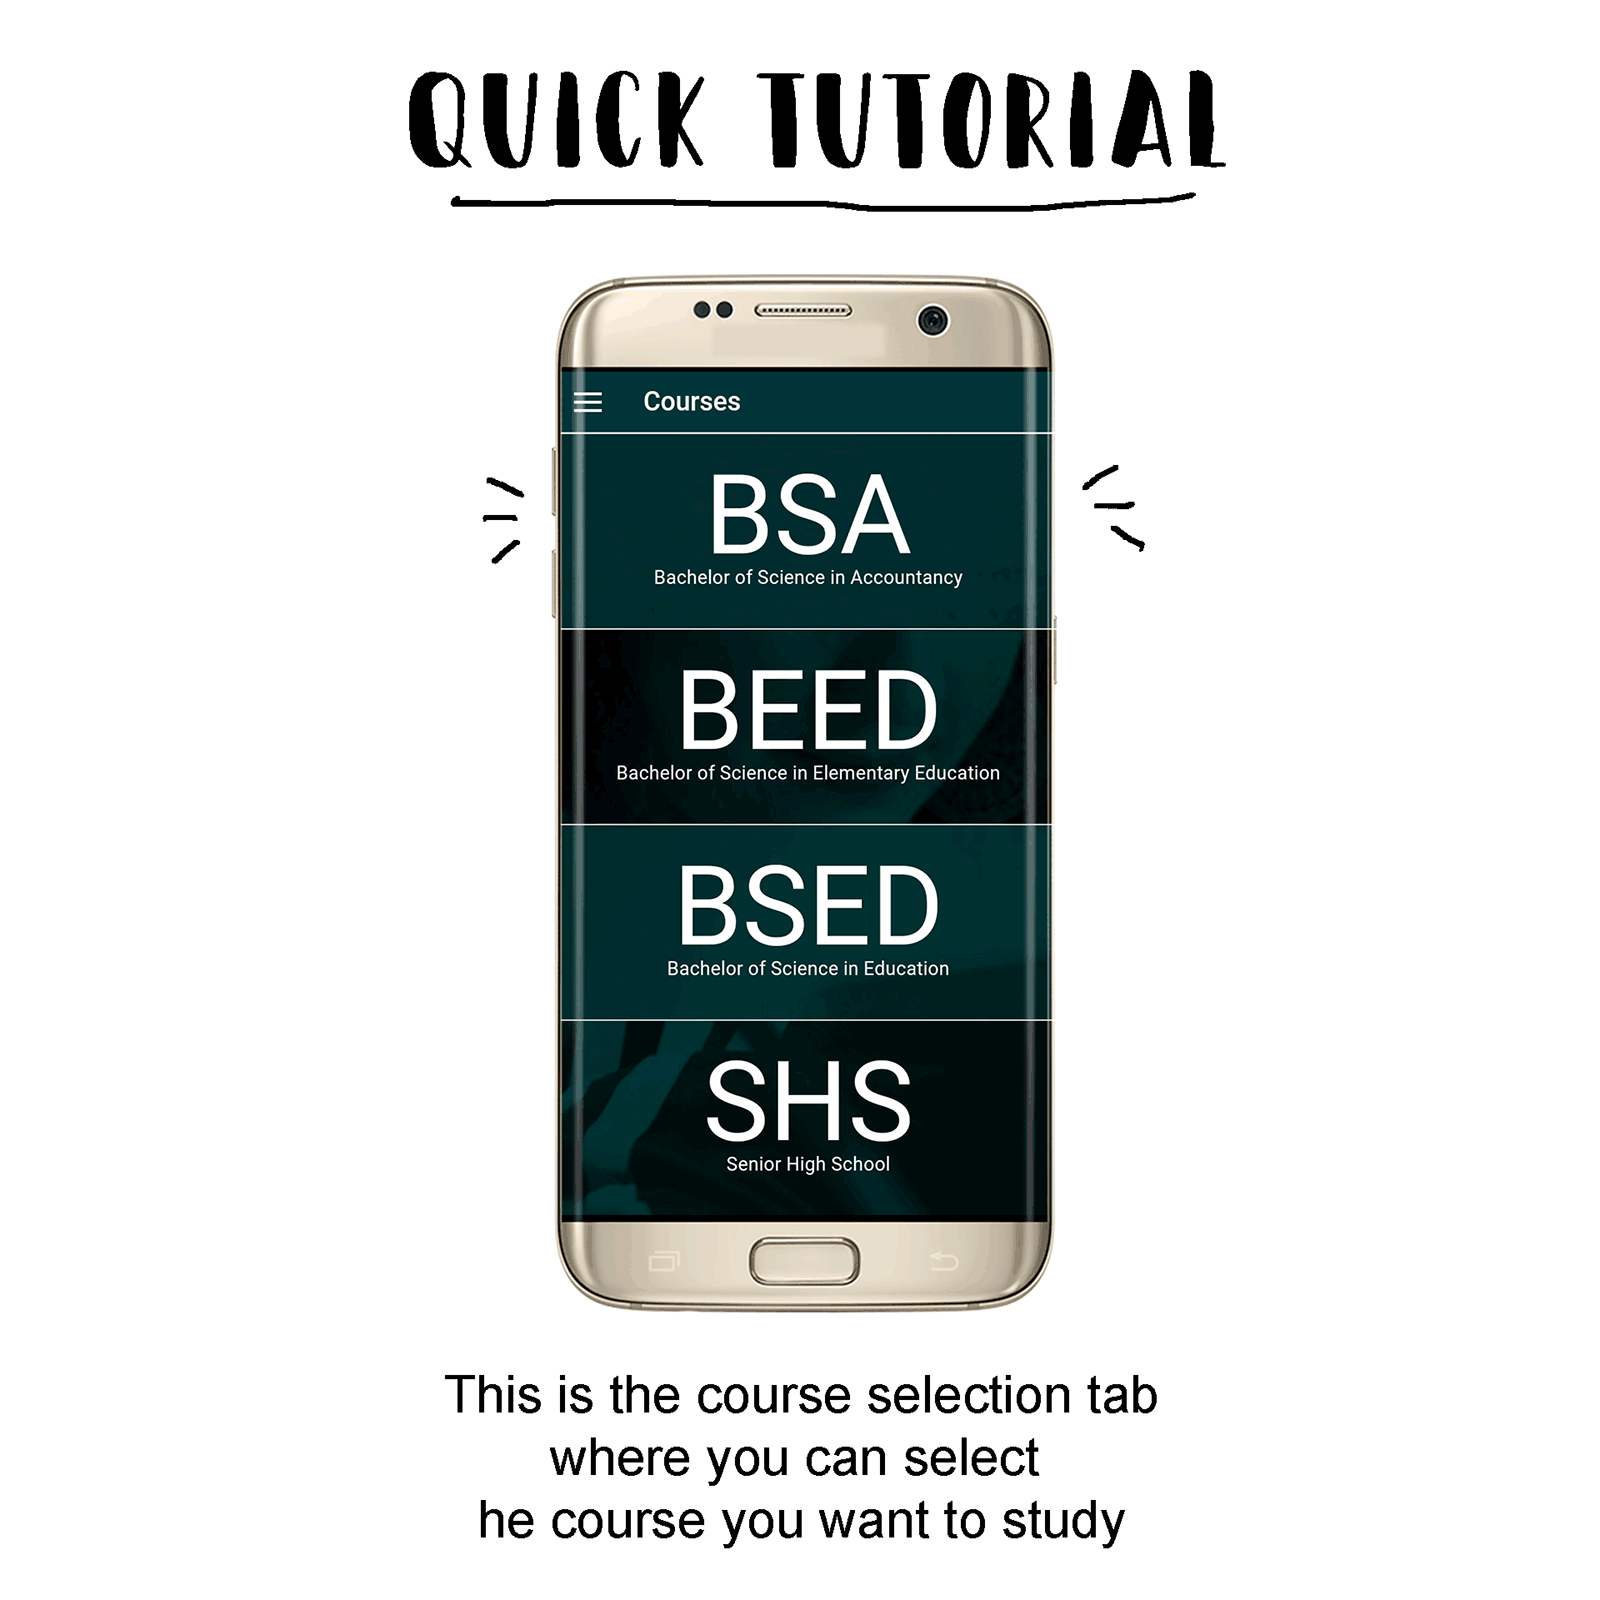 QUICK TUTORIAL
Courses
BSA
Bachelor of Science in Accountancy
BEED
Bachelor of Science in Elementary Education
BSED
Bachelor of Science in Education
SHS
Senior High School
This is the course selection tab
where you can select
he course you want to study